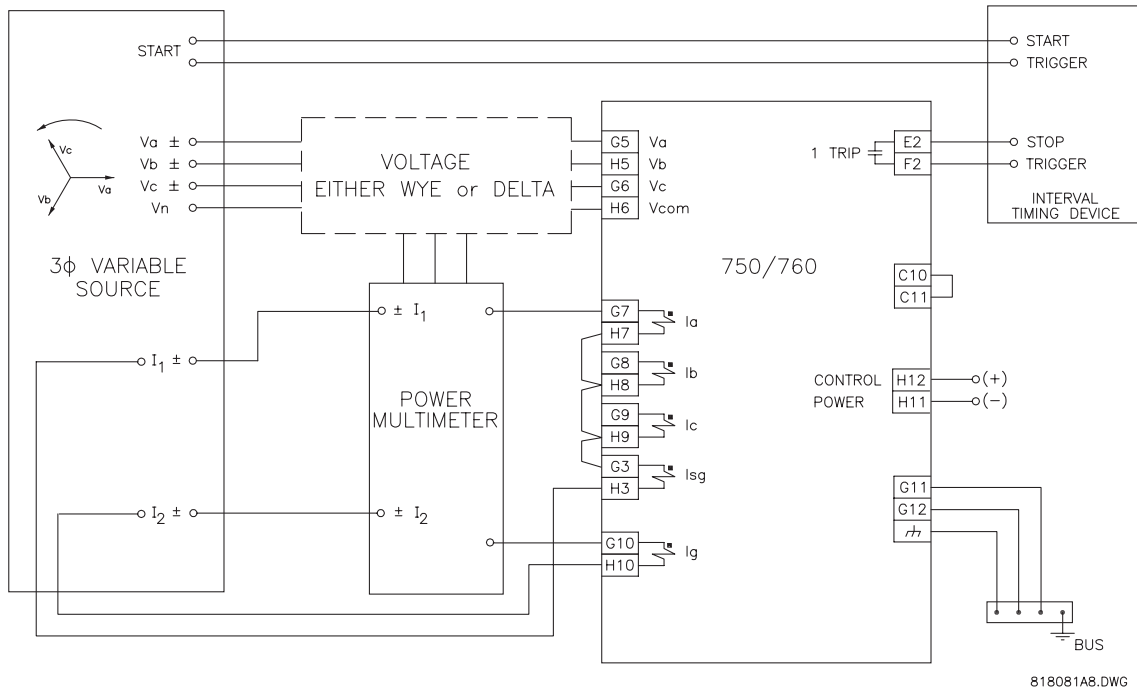 START
START
TRIGGER
Va ±
Vb ±
Vc ±
Vn
Vc
Va
Vb
VOLTAGE
EITHER WYE or DELTA
G5 Va
H5 Vb
G6 Vc
H6 Vcom
1 TRIP
E2
F2
STOP
TRIGGER
INTERVAL
TIMING DEVICE
3ϕ VARIABLE
SOURCE
750/760
C10
C11
I1 ±
± I1
POWER
MULTIMETER
I2 ±
± I2
G7
H7
Ia
G8
H8
Ib
G9
H9
Ic
G3
H3
Isg
G10
H10
Ig
CONTROL
POWER
H12 (+)
H11 (-)
G11
G12
BUS
818081A8.DWG